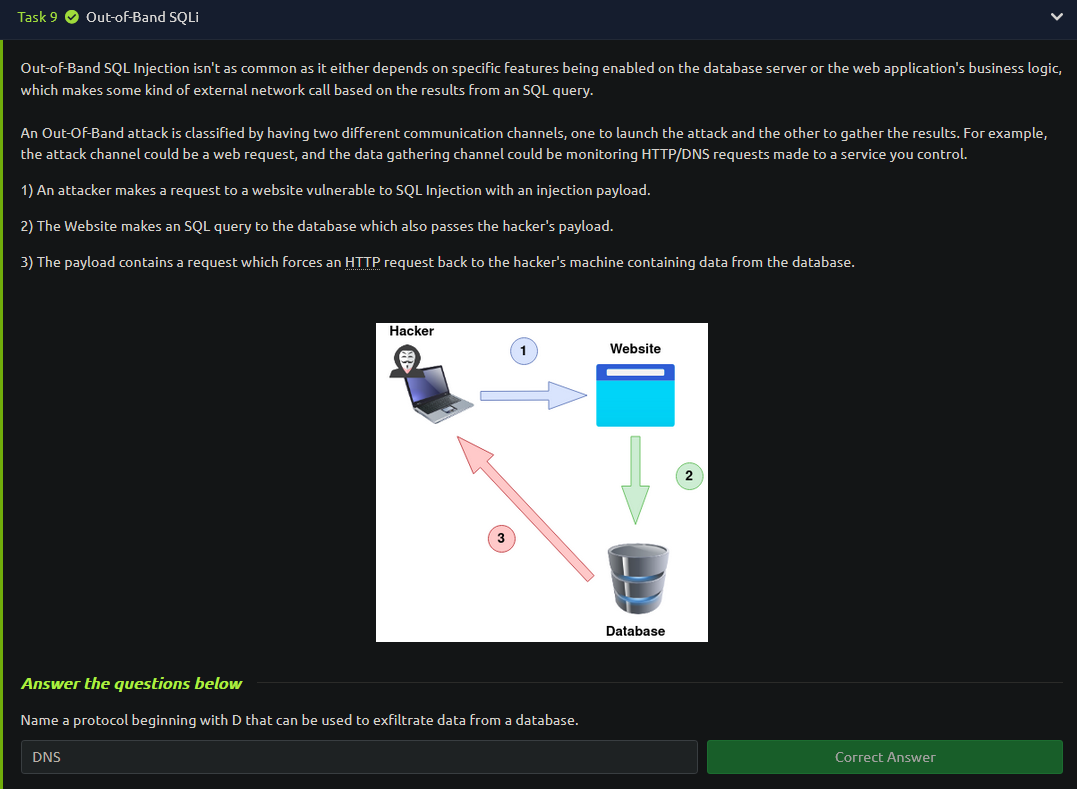 Task 9 Out-of-Band SQLi
Out-of-Band SQL Injection isn't as common as it either depends on specific features being enabled on the database server or the web application's business logic,
which makes some kind of external network call based on the results from an SQL query.
An Out-Of-Band attack is classified by having two different communication channels, one to launch the attack and the other to gather the results. For example,
the attack channel could be a web request, and the data gathering channel could be monitoring HTTP/DNS requests made to a service you control.
1) An attacker makes a request to a website vulnerable to SQL Injection with an injection payload.
2) The Website makes an SQL query to the database which also passes the hacker's payload.
3) The payload contains a request which forces an HTTP request back to the hacker's machine containing data from the database.
Hacker
1
Website
2
3
Database
Answer the questions below
Name a protocol beginning with D that can be used to exfiltrate data from a database.
DNS
Correct Answer